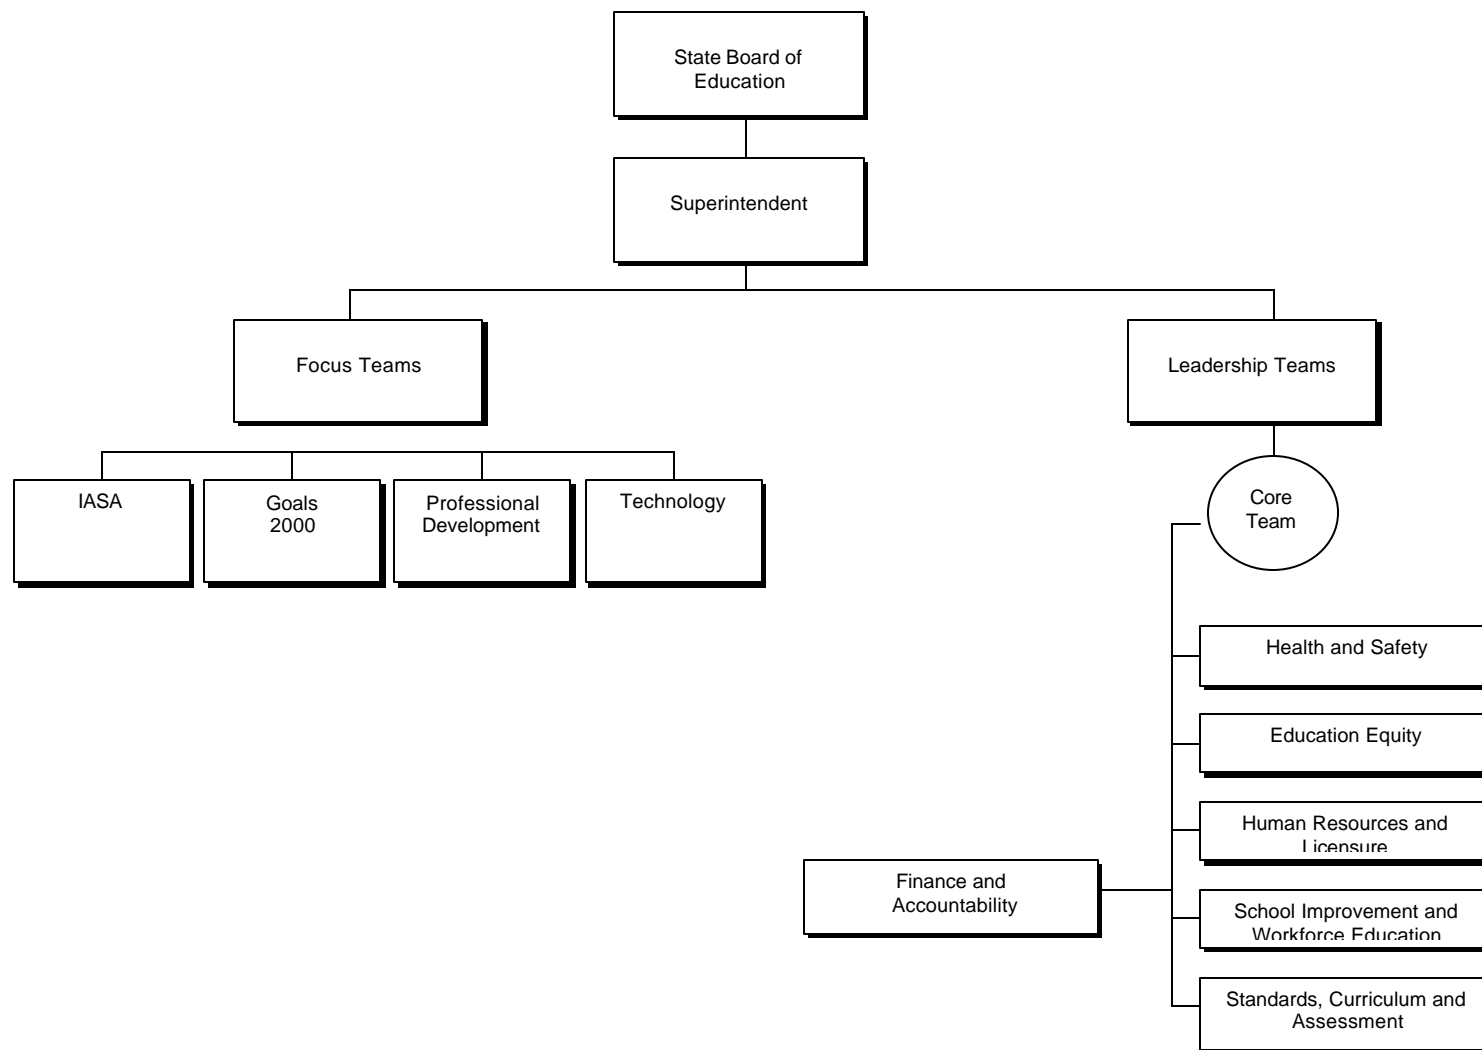 State Board of
Education
Superintendent
Focus Teams
Leadership Teams
IASA
Goals
2000
Professional
Development
Technology
Core
Team
Health and Safety
Education Equity
Human Resources and
Licensure
Finance and
Accountability
School Improvement and
Workforce Education
Standards, Curriculum and
Assessment